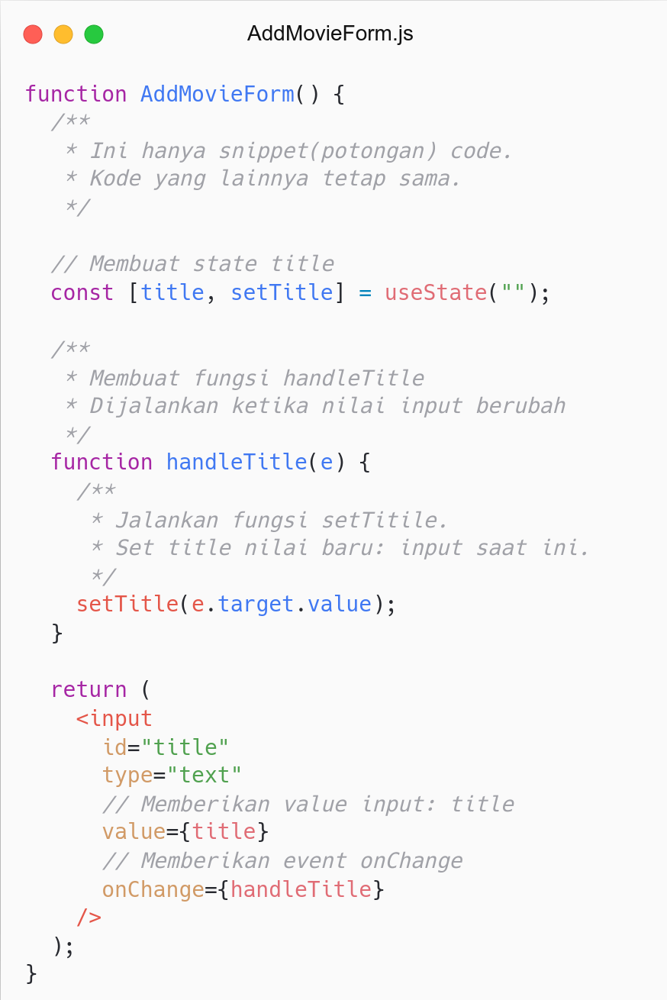 AddMovieForm.js
function AddMovieForm() {
  /**
   * Ini hanya snippet(potongan) code.
   * Kode yang lainnya tetap sama.
   */

  // Membuat state title
  const [title, setTitle] = useState("");

  /**
   * Membuat fungsi handleTitle
   * Dijalankan ketika nilai input berubah
   */
  function handleTitle(e) {
    /**
     * Jalankan fungsi setTitile.
     * Set title nilai baru: input saat ini.
     */
    setTitle(e.target.value);
  }

  return (
    <input
      id="title"
      type="text"
      // Memberikan value input: title
      value={title}
      // Memberikan event onChange
      onChange={handleTitle}
    />
  );
}